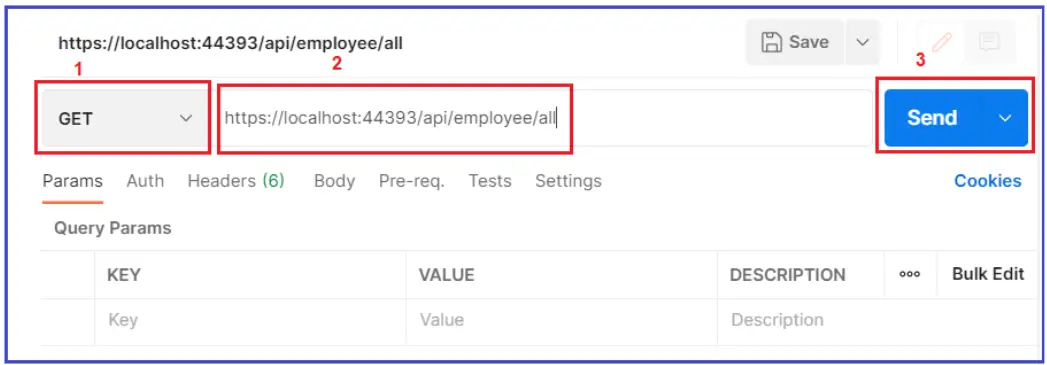 https://localhost:44393/api/employee/all Save
1 2 3
GET https://localhost:44393/api/employee/all Send
Params Auth Headers (6) Body Pre-req. Tests Settings Cookies
Query Params
KEY VALUE DESCRIPTION ooo Bulk Edit
Key Value Description